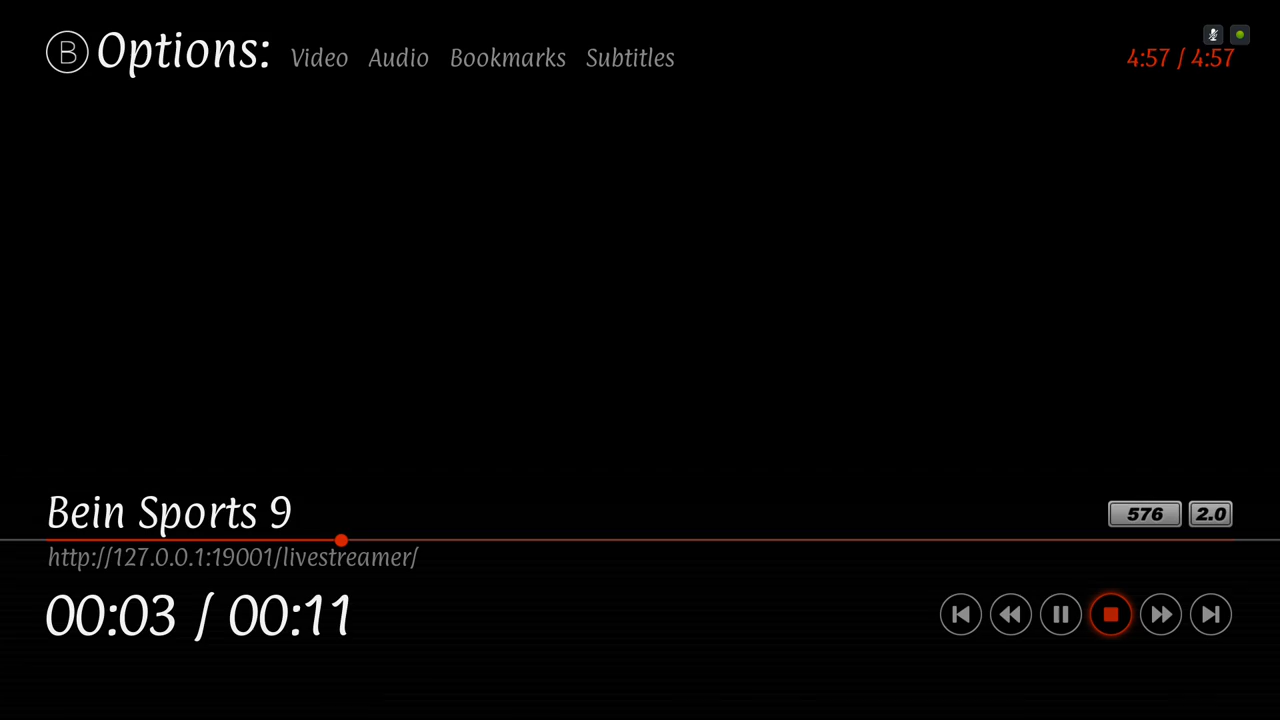 B Options: Video Audio Bookmarks Subtitles 4:57 / 4:57
Bein Sports 9 576 2.0
http://127.0.0.1:19001/livestreamer/
00:03 / 00:11